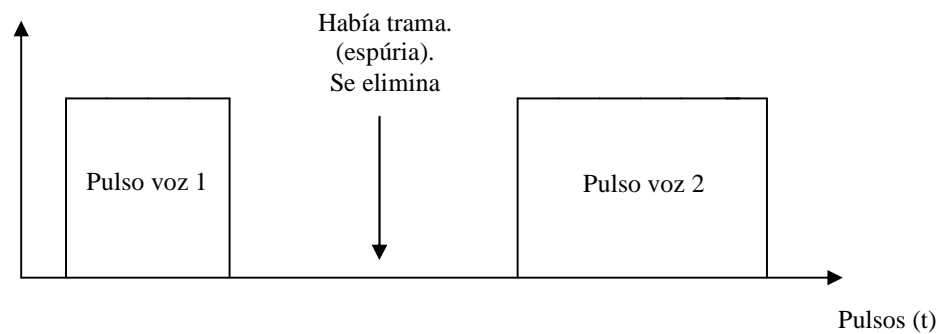 Había trama.
(espúria).
Se elimina
Pulso voz 1
Pulso voz 2
Pulsos (t)